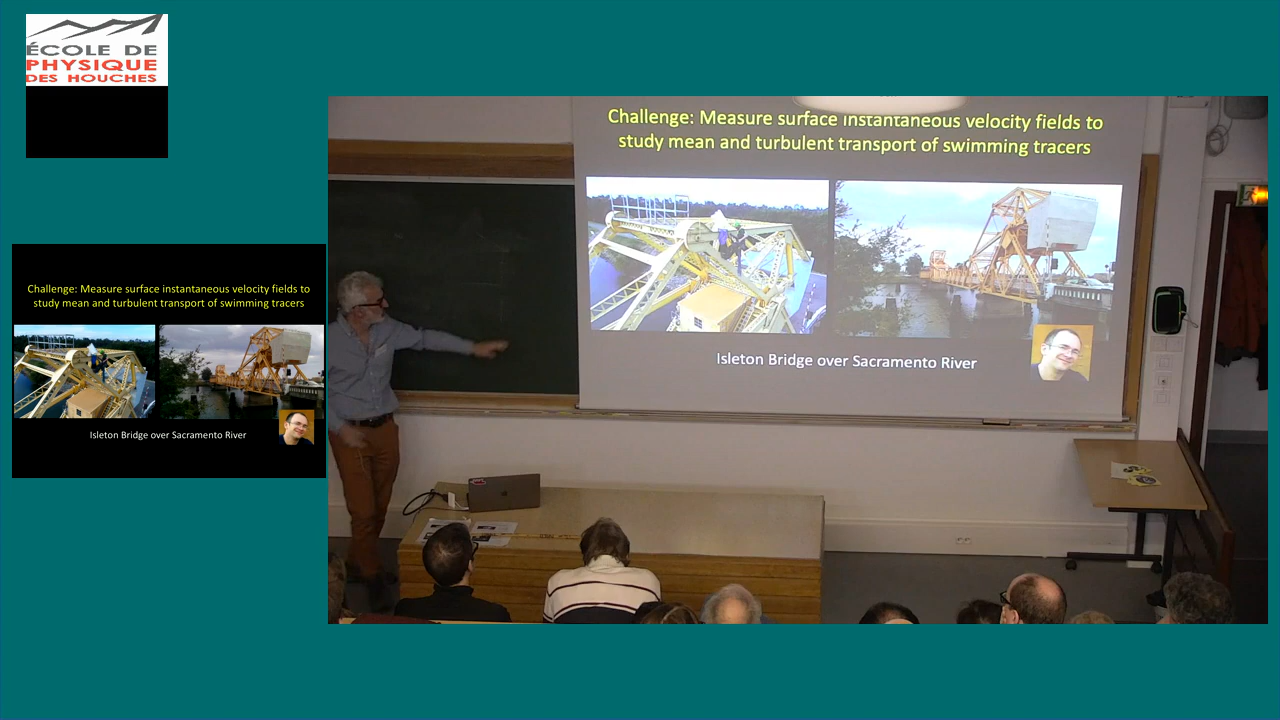 ÉCOLE DE
PHYSIQUE
DES HOUCHES
Challenge: Measure surface instantaneous velocity fields to
study mean and turbulent transport of swimming tracers
Isleton Bridge over Sacramento River
Challenge: Measure surface instantaneous velocity fields to
study mean and turbulent transport of swimming tracers
Isleton Bridge over Sacramento River